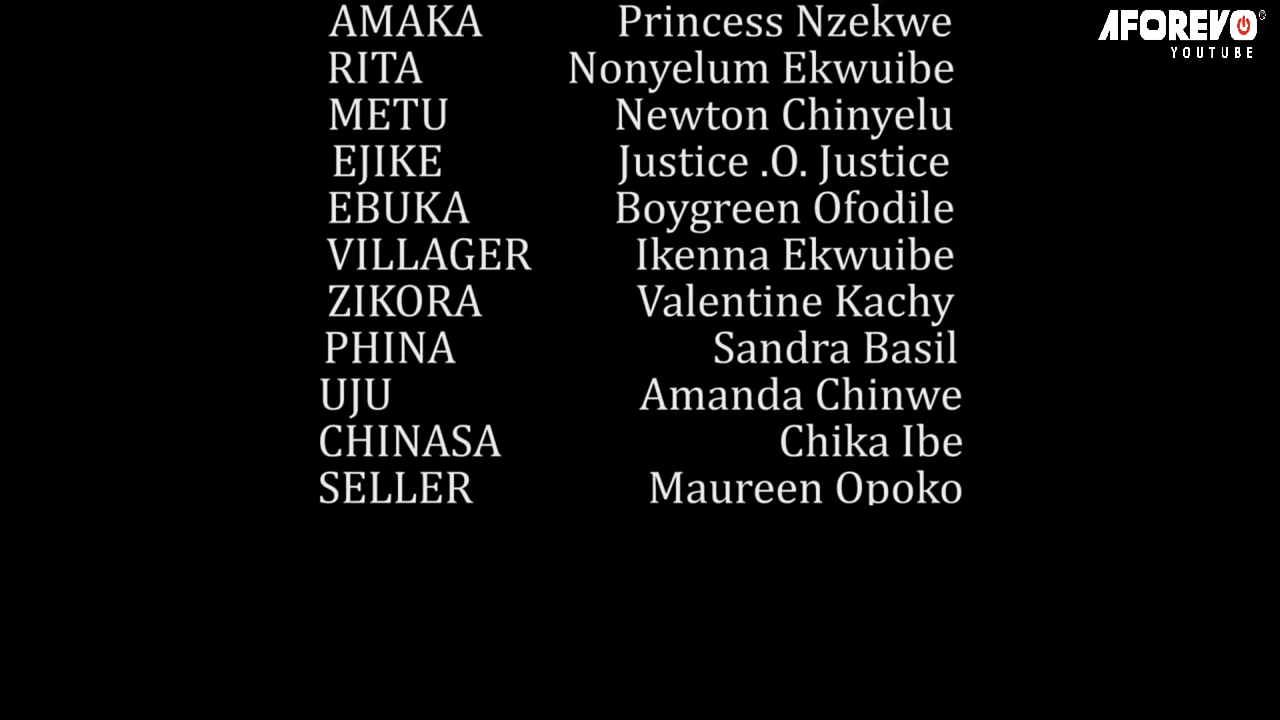 AMAKA Princess Nzekwe
RITA Nonyelum Ekwuibe
METU Newton Chinyelu
EJIKE Justice .O. Justice
EBUKA Boygreen Ofodile
VILLAGER Ikenna Ekwuibe
ZIKORA Valentine Kachy
PHINA Sandra Basil
UJU Amanda Chinwe
CHINASA Chika Ibe
SELLER Maureen Opoko
AFOREVO®
YOUTUBE